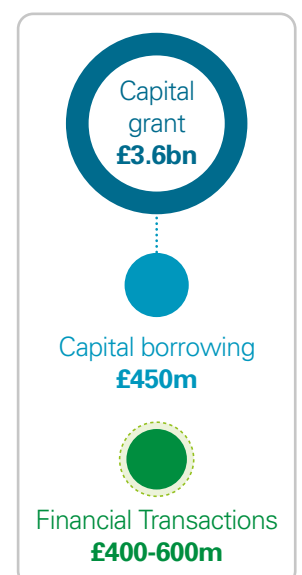 Capital
grant
£3.6bn
Capital borrowing
£450m
Financial Transactions
£400-600m